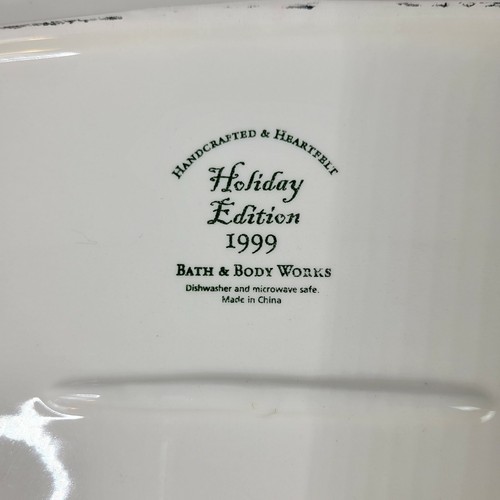 Handcrafted & Heartfelt
Holiday
Edition
1999
Bath & Body Works
Dishwasher and microwave safe.
Made in China